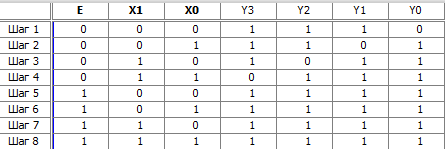 E X1 X0 Y3 Y2 Y1 Y0
Шаг 1 0 0 0 1 1 1 0
Шаг 2 0 0 1 1 1 0 1
Шаг 3 0 1 0 1 0 1 1
Шаг 4 0 1 1 0 1 1 1
Шаг 5 1 0 0 1 1 1 1
Шаг 6 1 0 1 1 1 1 1
Шаг 7 1 1 0 1 1 1 1
Шаг 8 1 1 1 1 1 1 1